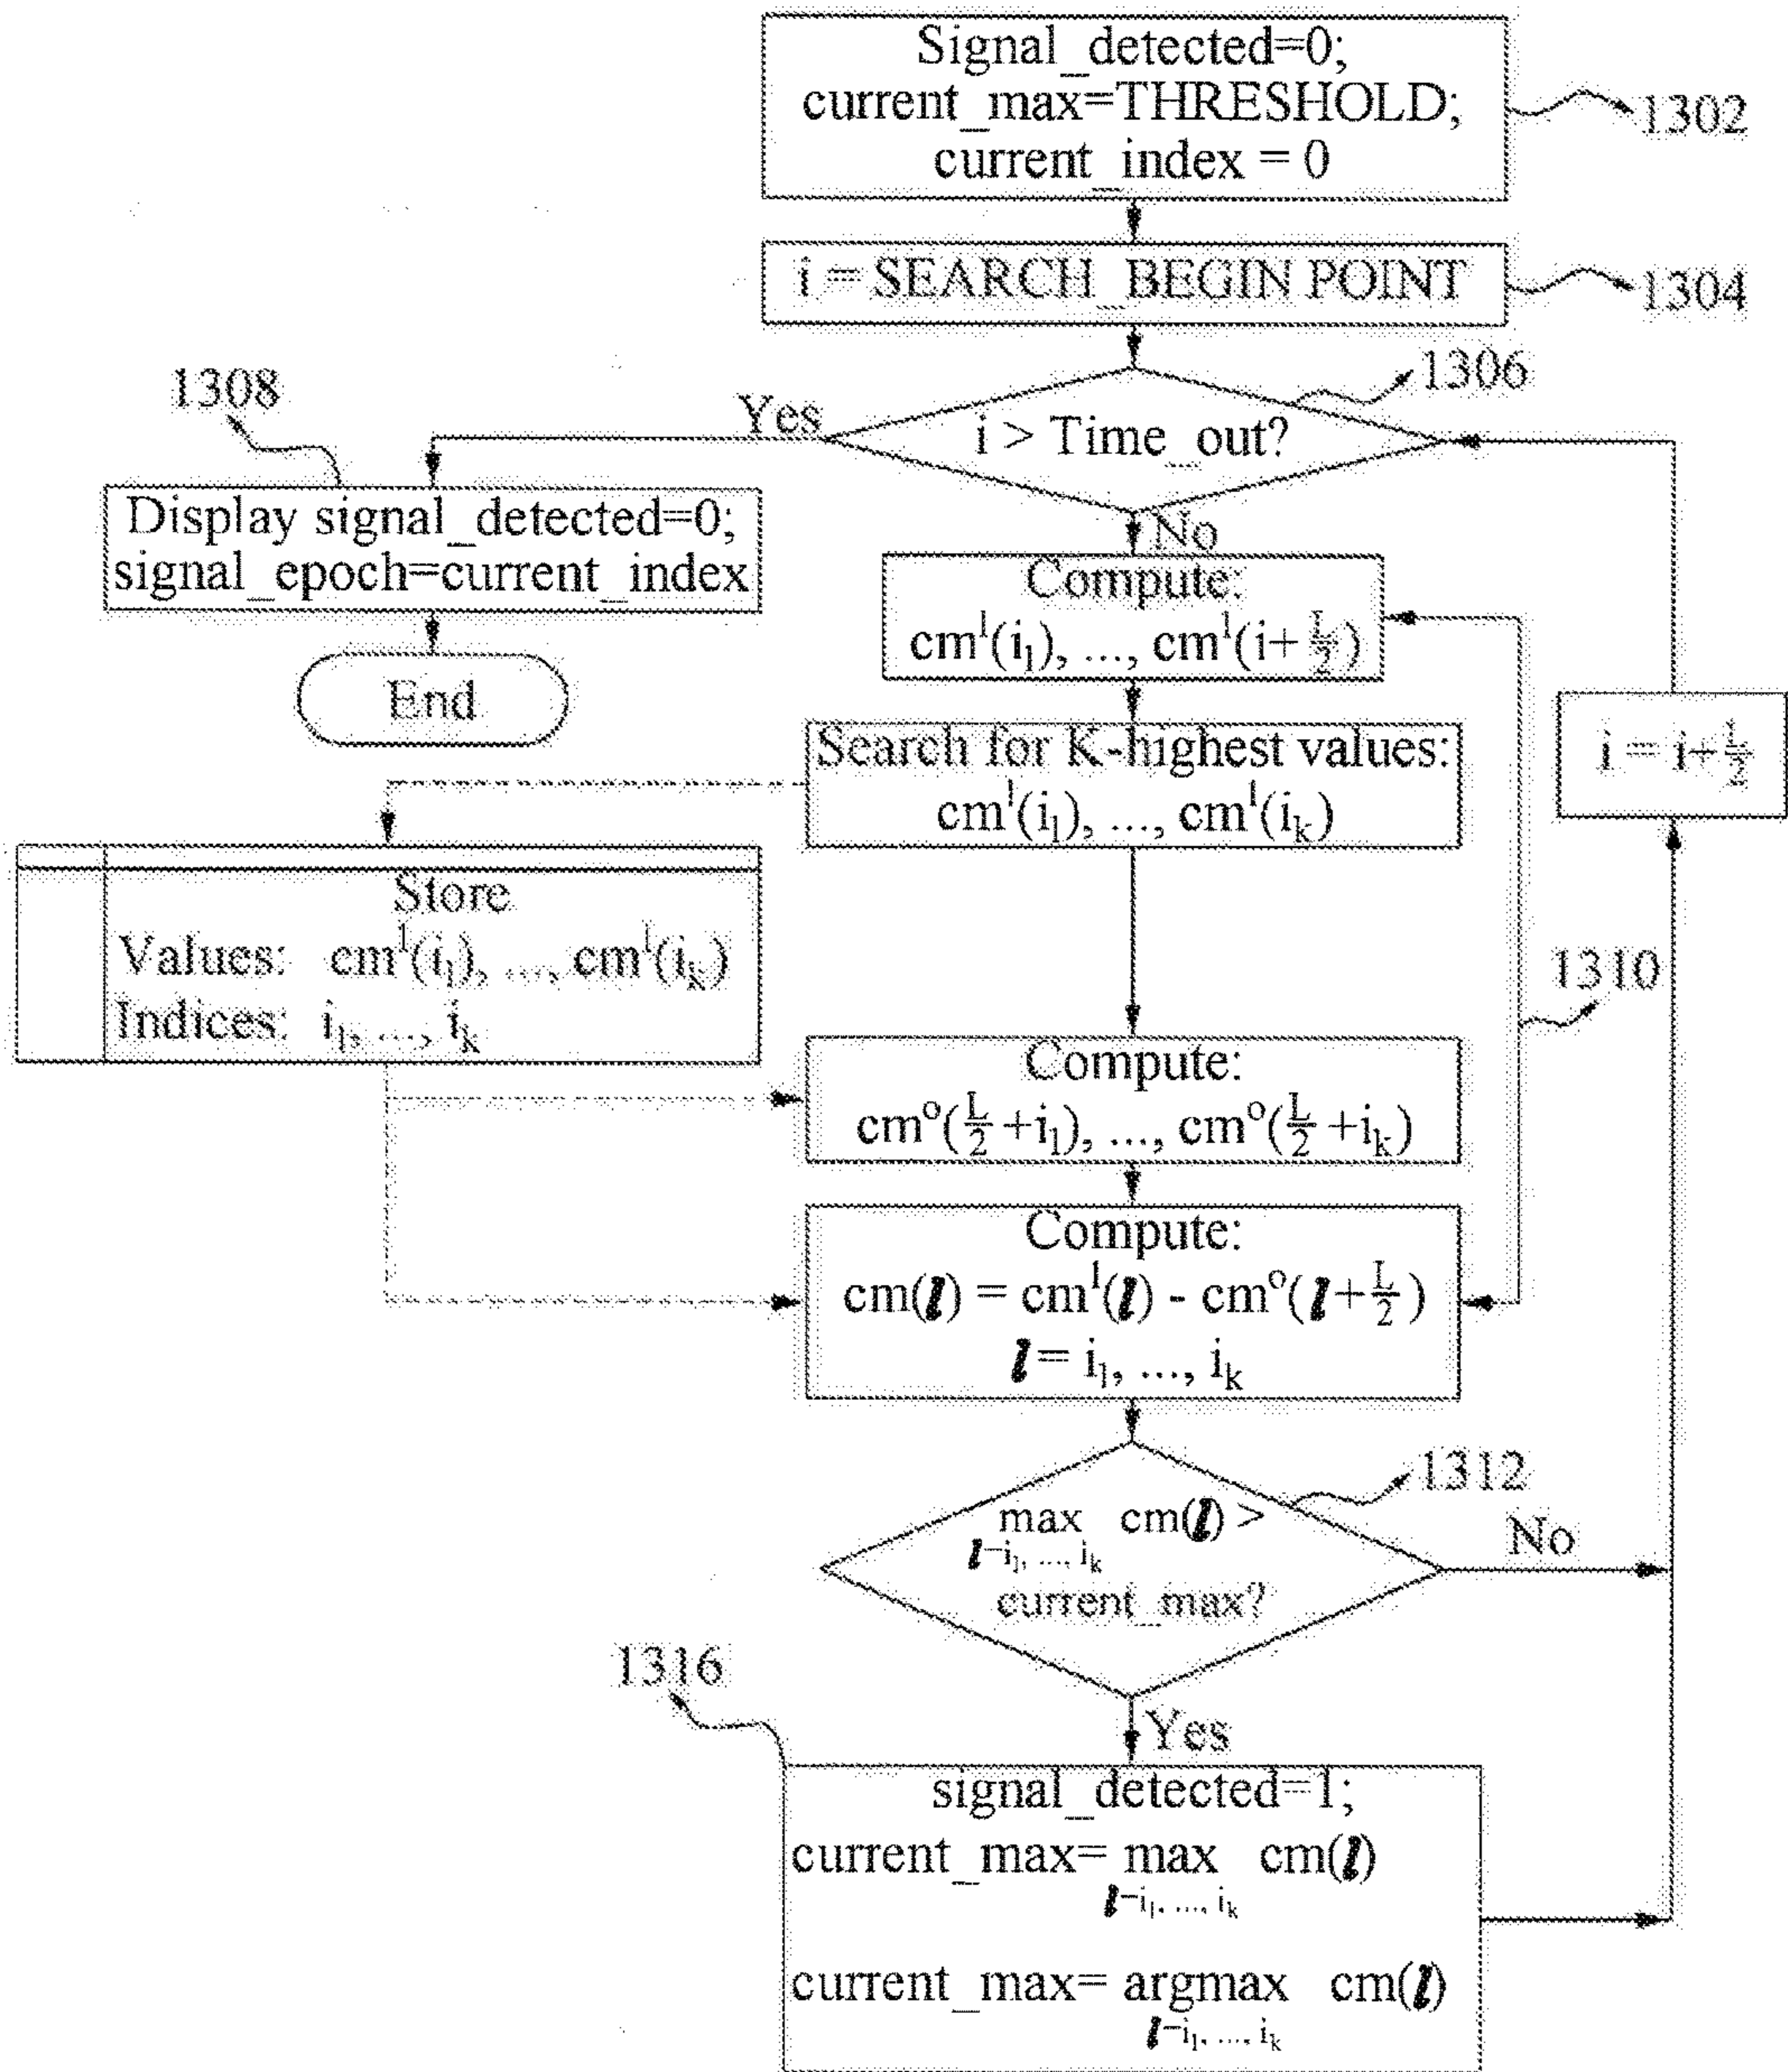 Signal_detected=0;
current_max=THRESHOLD;
current_index = 0
1302
i = SEARCH_BEGIN POINT
1304
1306
1308
Yes
i > Time_out?
Display signal_detected=0;
signal_epoch=current_index
No
Compute:
cm¹(i₁), ..., cm¹(i+ L/2)
End
Search for K-highest values:
cm¹(i₁), ..., cm¹(iₖ)
i = i+ L/2
Store
Values: cm¹(i₁), ..., cm¹(iₖ)
Indices: i₁, ..., iₖ
1310
Compute:
cm⁰(L/2 +i₁), ..., cm⁰(L/2 +iₖ)
Compute:
cm(l) = cm¹(l) - cm⁰(l+ L/2)
l = i₁, ..., iₖ
1312
max cm(l) >
l=i₁, ..., iₖ
current_max?
No
1316
Yes
signal_detected=1;
current_max= max cm(l)
l=i₁, ..., iₖ
current_max= argmax cm(l)
l=i₁, ..., iₖ